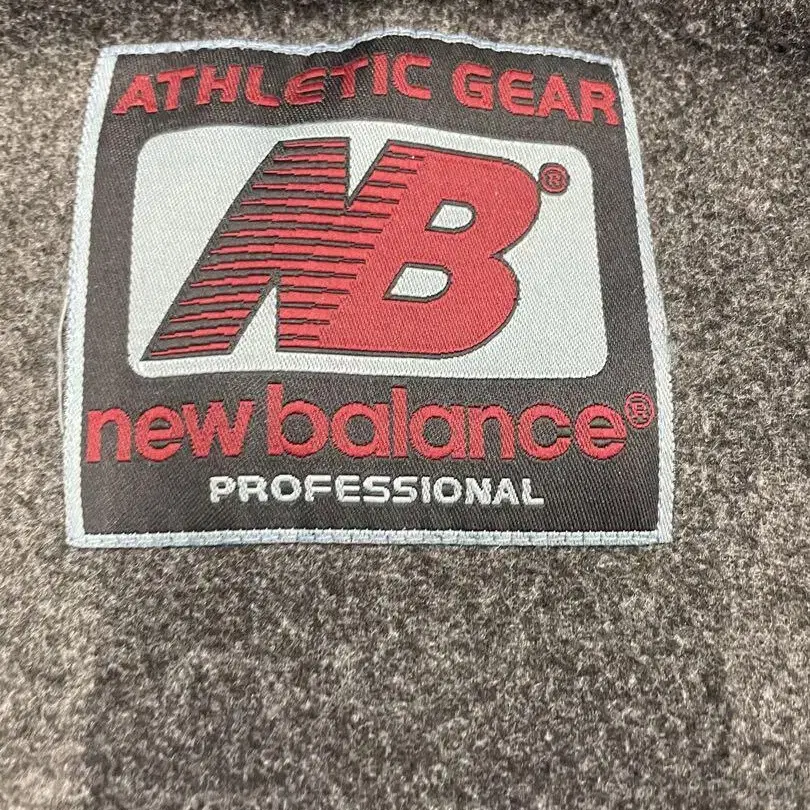 ATHLETIC GEAR
NB®
new balance®
PROFESSIONAL